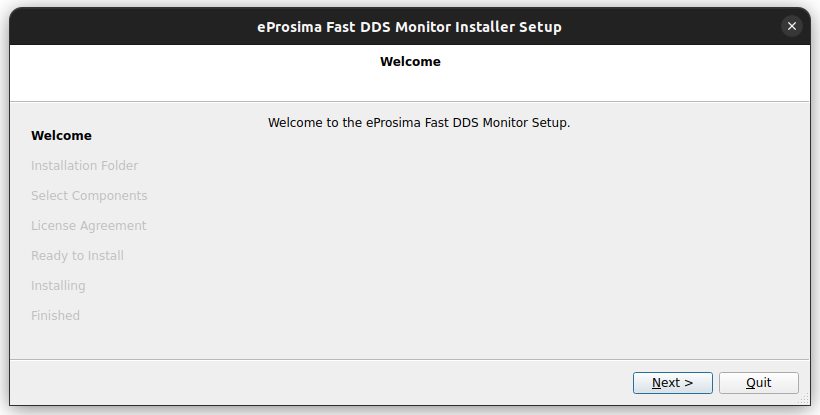 eProsima Fast DDS Monitor Installer Setup
Welcome
Welcome to the eProsima Fast DDS Monitor Setup.
Welcome
Installation Folder
Select Components
License Agreement
Ready to Install
Installing
Finished
Next >
Quit